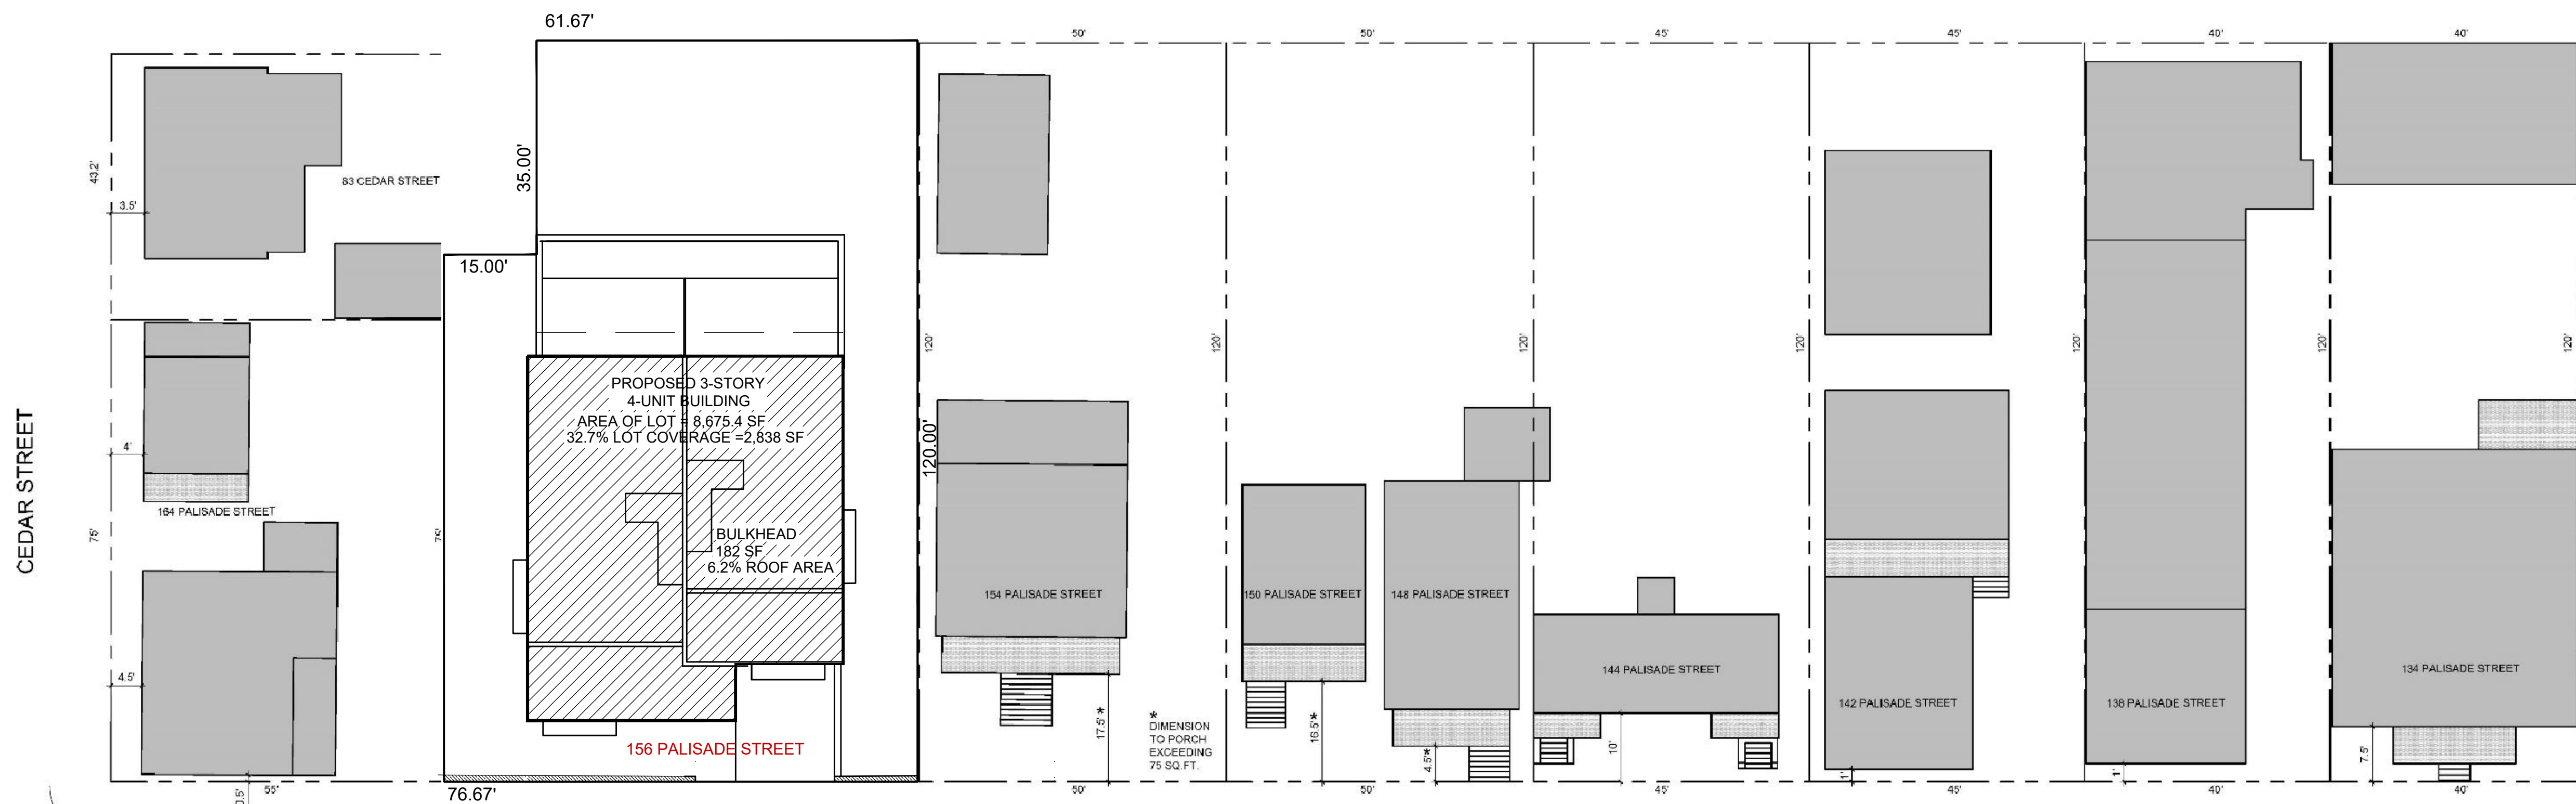 61.67'
50'
50'
45'
45'
40'
40'
43.2'
35.00'
83 CEDAR STREET
3.5'
15.00'
120'
120'
120'
120'
120'
120'
120'
PROPOSED 3-STORY
4-UNIT BUILDING
AREA OF LOT = 8,675.4 SF
32.7% LOT COVERAGE =2,838 SF
120.00'
CEDAR STREET
4'
164 PALISADE STREET
75'
75'
BULKHEAD
182 SF
6.2% ROOF AREA
154 PALISADE STREET
150 PALISADE STREET
148 PALISADE STREET
144 PALISADE STREET
142 PALISADE STREET
138 PALISADE STREET
134 PALISADE STREET
4.5'
156 PALISADE STREET
17.5'*
*
DIMENSION
TO PORCH
EXCEEDING
75 SQ.FT.
16.5'*
4.5'*
10'
1'
1'
7.5'
55'
76.67'
50'
50'
45'
45'
40'
40'